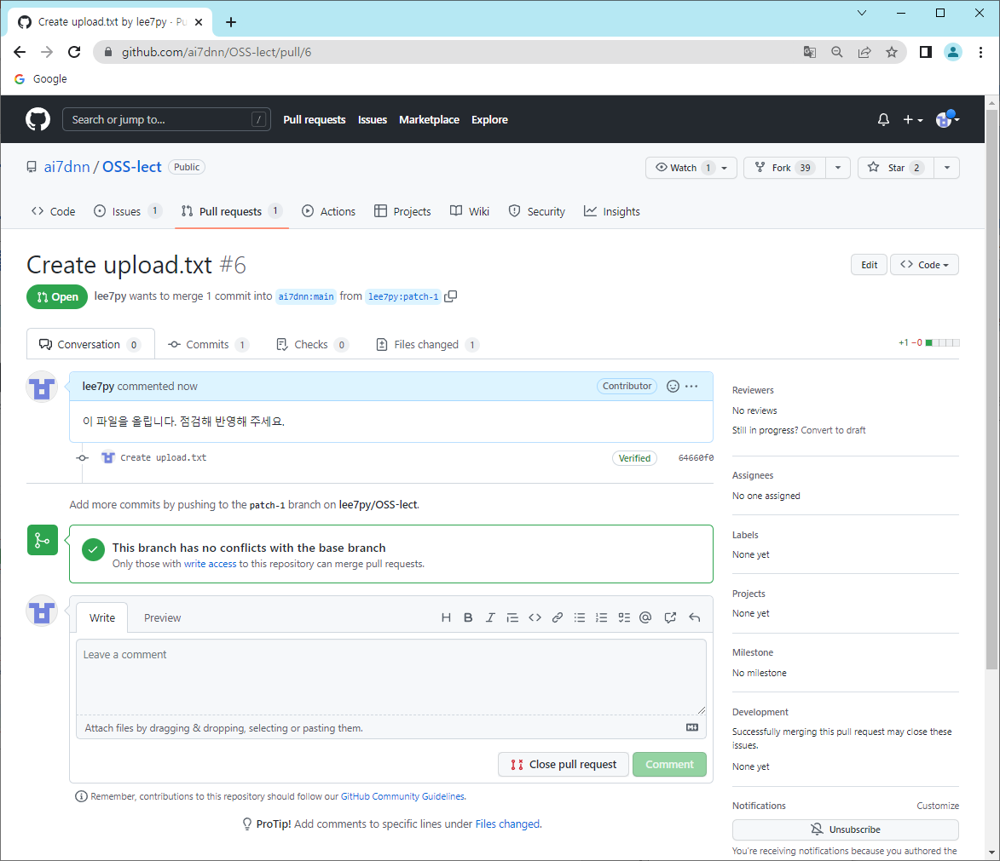 Create upload.txt by lee7py · Pu
github.com/ai7dnn/OSS-lect/pull/6
Google
Search or jump to... /
Pull requests Issues Marketplace Explore
ai7dnn / OSS-lect Public
Watch 1 Fork 39 Star 2
Code Issues 1 Pull requests 1 Actions Projects Wiki Security Insights
Create upload.txt #6
Edit <> Code
Open lee7py wants to merge 1 commit into ai7dnn:main from lee7py:patch-1
Conversation 0 Commits 1 Checks 0 Files changed 1
+1 −0
lee7py commented now
Contributor
이 파일을 올립니다. 점검해 반영해 주세요.
Create upload.txt Verified 64660f0
Add more commits by pushing to the patch-1 branch on lee7py/OSS-lect.
This branch has no conflicts with the base branch
Only those with write access to this repository can merge pull requests.
Write Preview
H B I
Leave a comment
Attach files by dragging & dropping, selecting or pasting them.
Close pull request Comment
Remember, contributions to this repository should follow our GitHub Community Guidelines.
ProTip! Add comments to specific lines under Files changed.
Reviewers
No reviews
Still in progress? Convert to draft
Assignees
No one assigned
Labels
None yet
Projects
None yet
Milestone
No milestone
Development
Successfully merging this pull request may close these
issues.
None yet
Notifications Customize
Unsubscribe
You're receiving notifications because you authored the